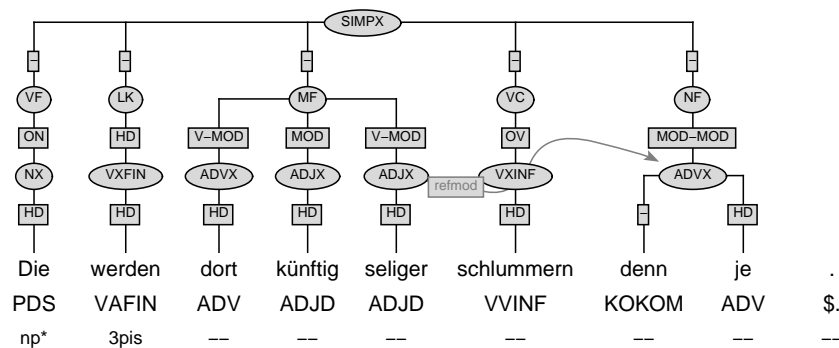 SIMPX
– – – – –
VF LK MF VC NF
ON HD V–MOD MOD V–MOD OV MOD–MOD
NX VXFIN ADVX ADJX ADJX refmod VXINF ADVX
HD HD HD HD HD HD – HD
Die werden dort künftig seliger schlummern denn je .
PDS VAFIN ADV ADJD ADJD VVINF KOKOM ADV $.
np* 3pis –– –– –– –– –– –– ––